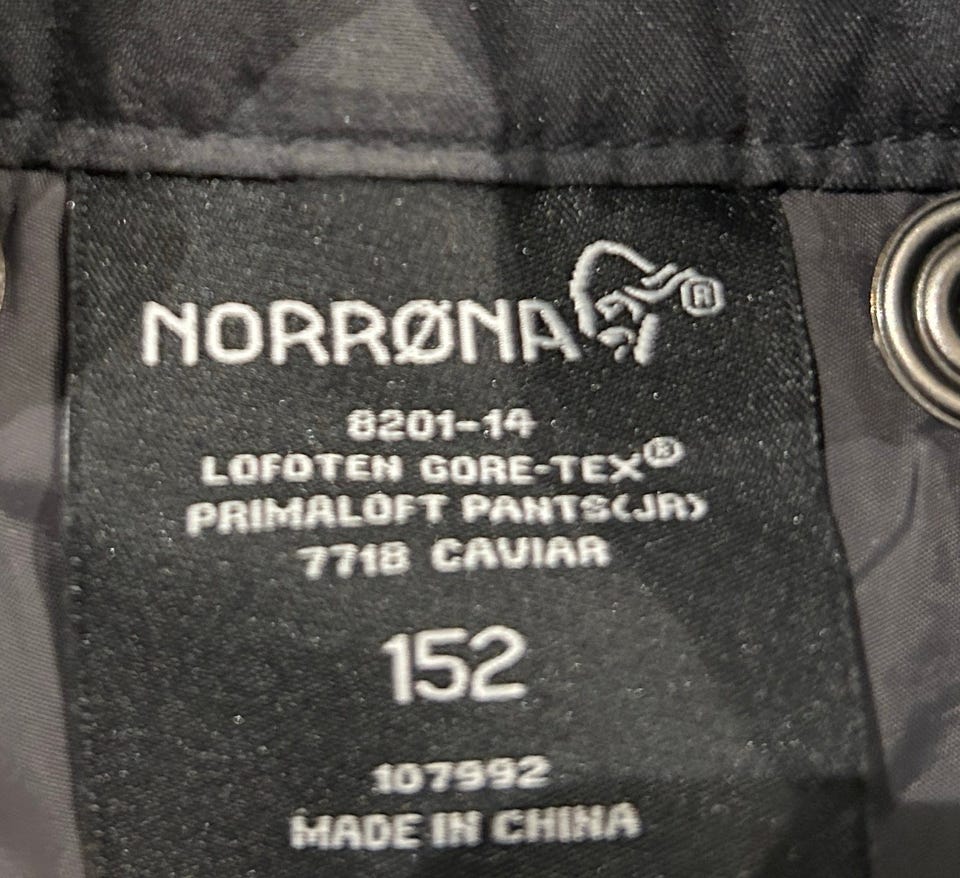 NORRØNA®
8201-14
LOFOTEN GORE-TEX®
PRIMALOFT PANTS(JR)
7718 CAVIAR
152
107992
MADE IN CHINA